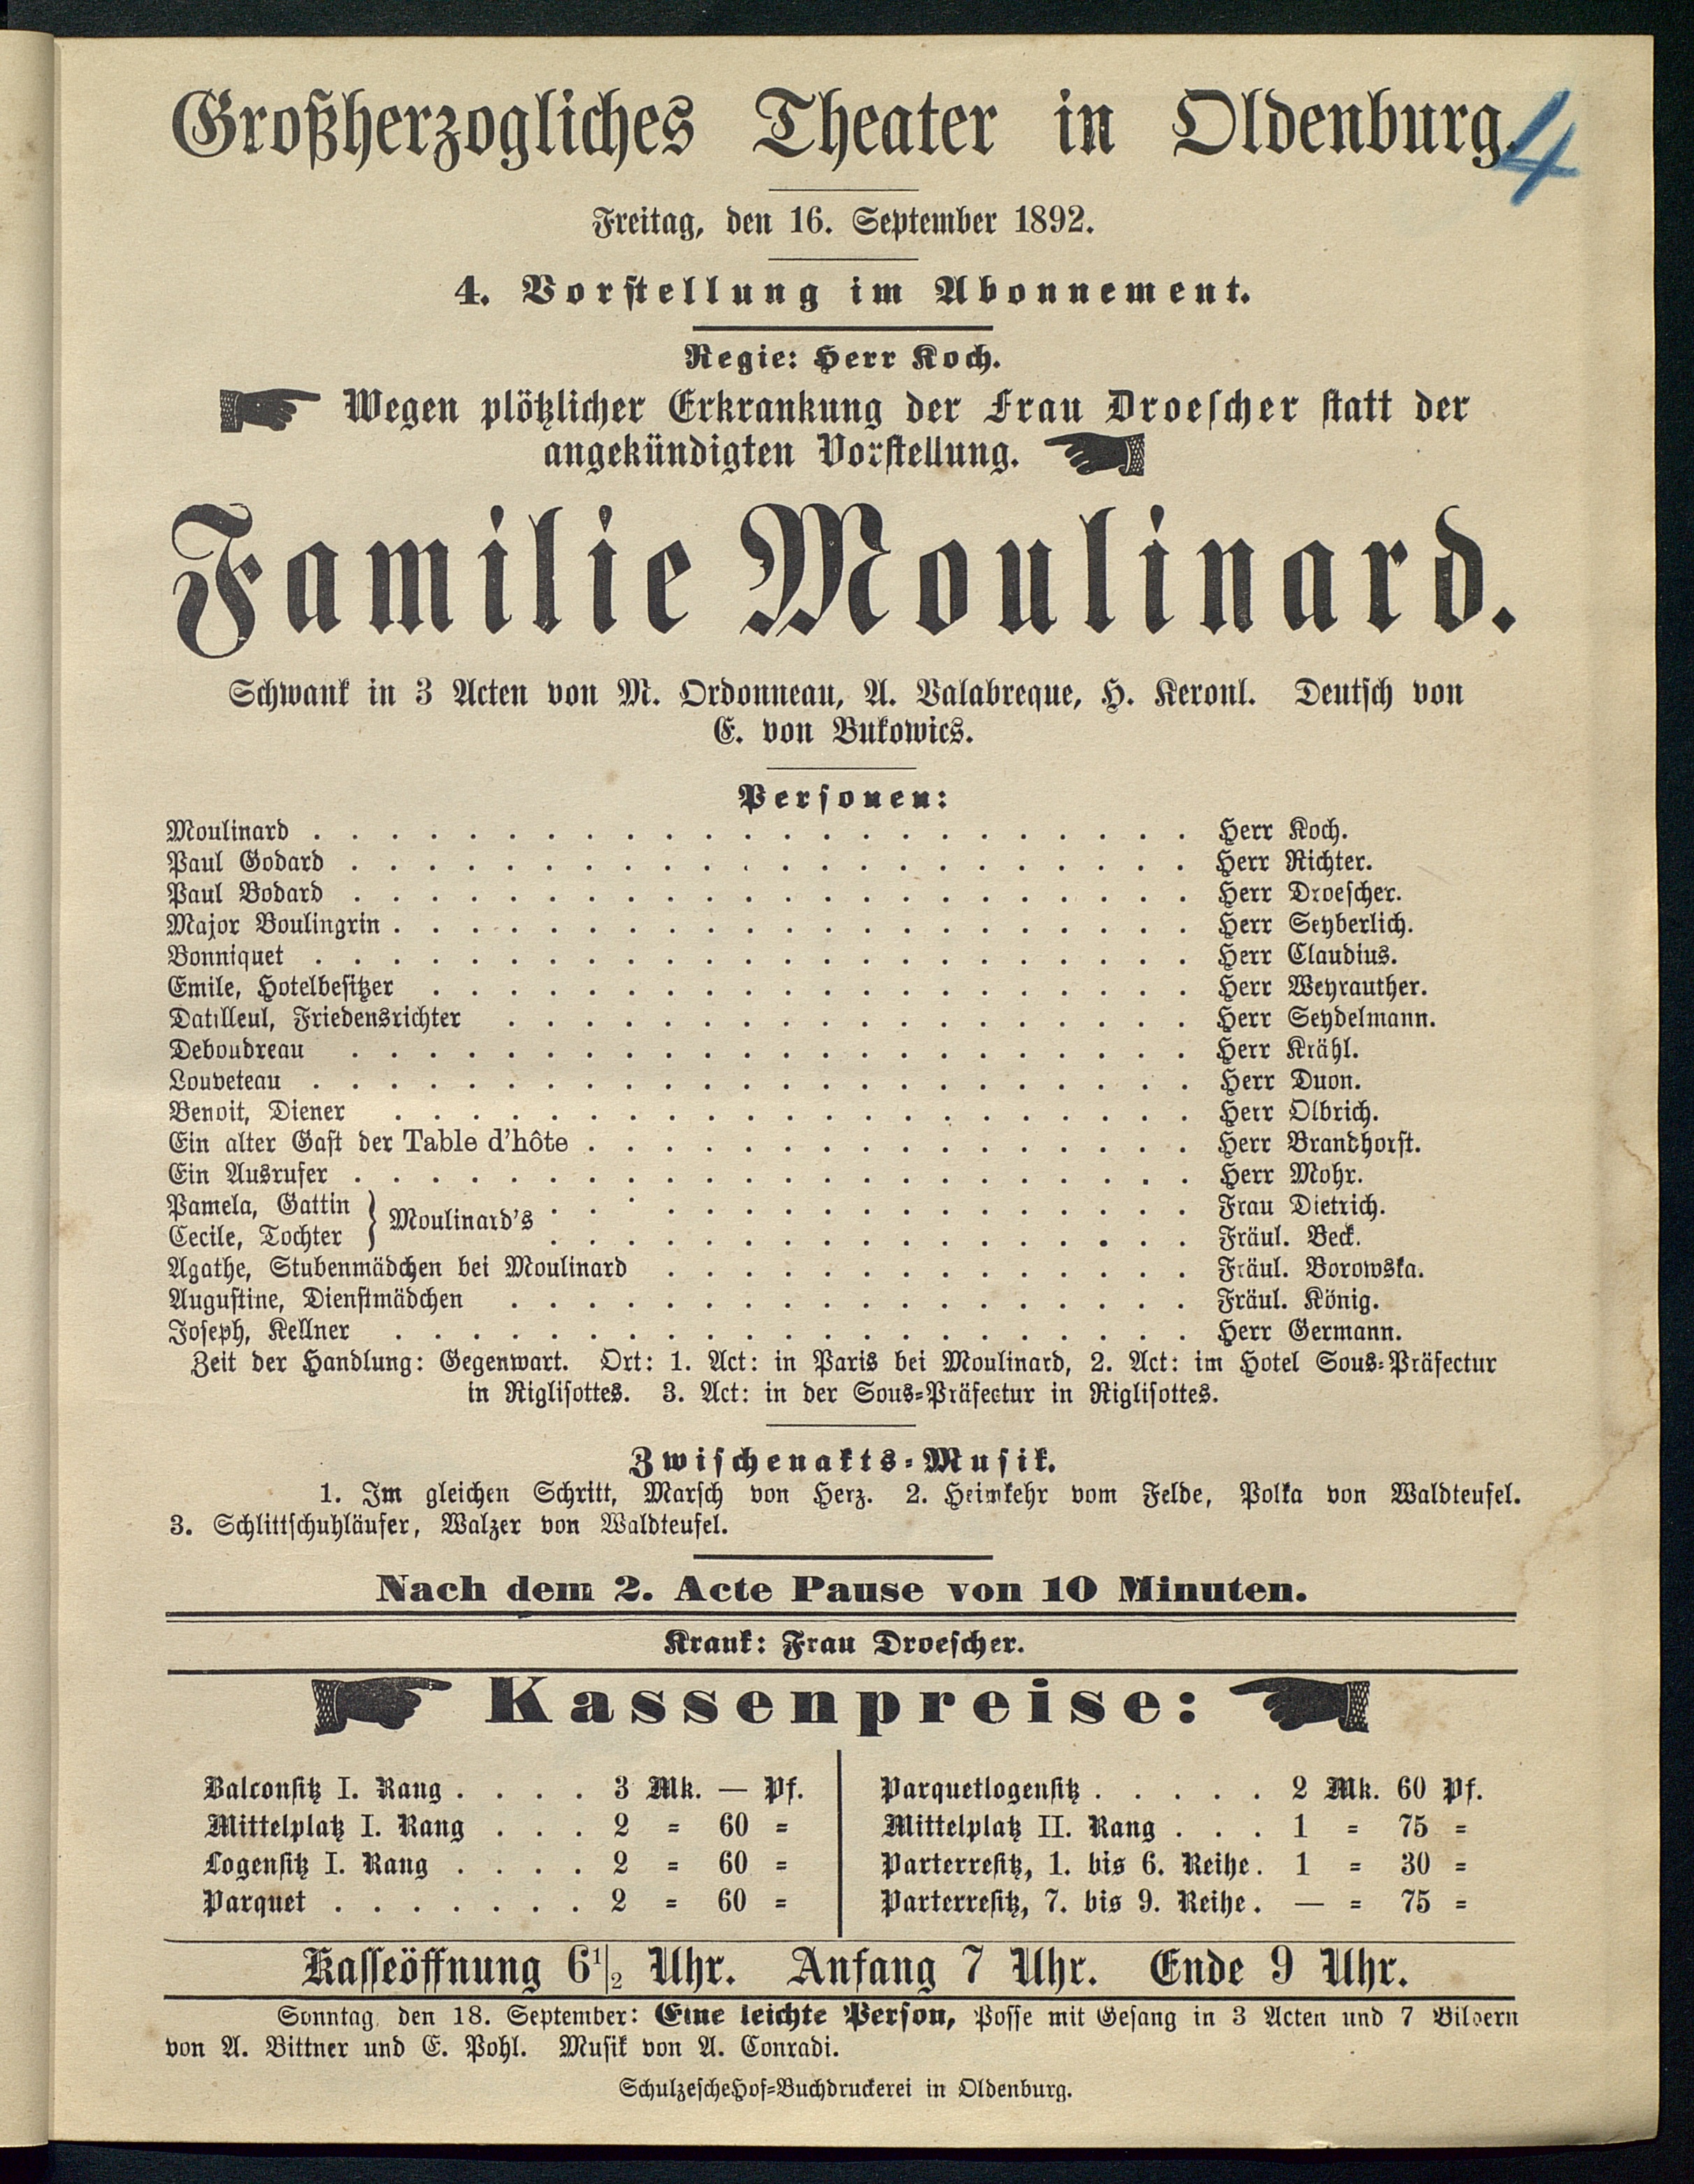 Großherzogliches Theater in Oldenburg.
4
Freitag, den 16. September 1892.
4. Vorstellung im Abonnement.
Regie: Herr Koch.
Wegen plötzlicher Erkrankung der Frau Droescher statt der
angekündigten Vorstellung.
Familie Moulinard.
Schwank in 3 Acten von M. Ordonneau, A. Valabreque, H. Keronl. Deutsch von
E. von Bukowics.
Personen:
Moulinard . . . . . Herr Koch.
Paul Godard . . . . . Herr Richter.
Paul Bodard . . . . . Herr Droescher.
Major Boulingrin . . . . . Herr Seyberlich.
Bonniquet . . . . . Herr Claudius.
Emile, Hotelbesitzer . . . . . Herr Weyrauther.
Datilleul, Friedensrichter . . . . . Herr Seydelmann.
Deboudreau . . . . . Herr Krähl.
Louveteau . . . . . Herr Duon.
Benoit, Diener . . . . . Herr Olbrich.
Ein alter Gast der Table d'hôte . . . . . Herr Brandhorst.
Ein Ausrufer . . . . . Herr Mohr.
Pamela, Gattin } Moulinard's . . . . . Frau Dietrich.
Cecile, Tochter . . . . . Fräul. Beck.
Agathe, Stubenmädchen bei Moulinard . . . . . Fräul. Borowska.
Augustine, Dienstmädchen . . . . . Fräul. König.
Joseph, Kellner . . . . . Herr Germann.
Zeit der Handlung: Gegenwart. Ort: 1. Act: in Paris bei Moulinard, 2. Act: im Hotel Sous-Präfectur
in Riglisottes. 3. Act: in der Sous-Präfectur in Riglisottes.
Zwischenakts-Musik.
1. Im gleichen Schritt, Marsch von Herz. 2. Heimkehr vom Felde, Polka von Waldteufel.
3. Schlittschuhläufer, Walzer von Waldteufel.
Nach dem 2. Acte Pause von 10 Minuten.
Krank: Frau Droescher.
Kassenpreise:
Balconsitz I. Rang . . . . 3 Mk. — Pf.
Mittelplatz I. Rang . . . 2 = 60 =
Logensitz I. Rang . . . . 2 = 60 =
Parquet . . . . . . . 2 = 60 =
Parquetlogensitz . . . . . 2 Mk. 60 Pf.
Mittelplatz II. Rang . . . 1 = 75 =
Parterresitz, 1. bis 6. Reihe . 1 = 30 =
Parterresitz, 7. bis 9. Reihe . — = 75 =
Kasseöffnung 6 1/2 Uhr. Anfang 7 Uhr. Ende 9 Uhr.
Sonntag, den 18. September: Eine leichte Person, Posse mit Gesang in 3 Acten und 7 Bildern
von A. Bittner und E. Pohl. Musik von A. Conradi.
SchulzescheHof-Buchdruckerei in Oldenburg.